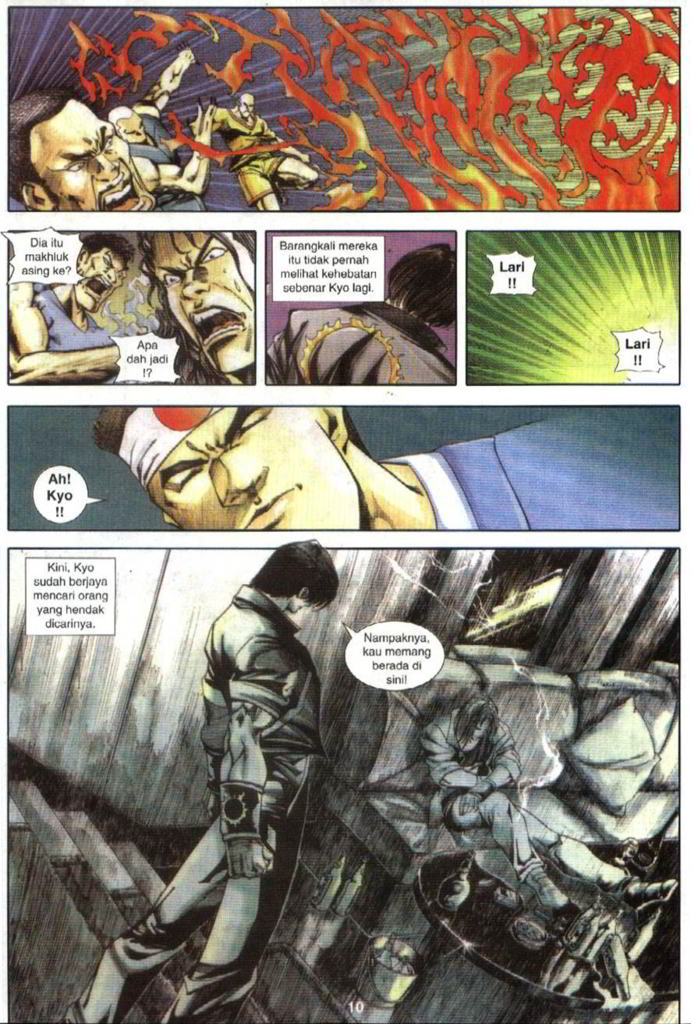 Dia itu
makhluk
asing ke?
Apa
dah jadi
!?
Barangkali mereka
itu tidak pernah
melihat kehebatan
sebenar Kyo lagi.
Lari
!!
Lari
!!
Ah!
Kyo
!!
Kini, Kyo
sudah berjaya
mencari orang
yang hendak
dicarinya.
Nampaknya,
kau memang
berada di
sini!
10